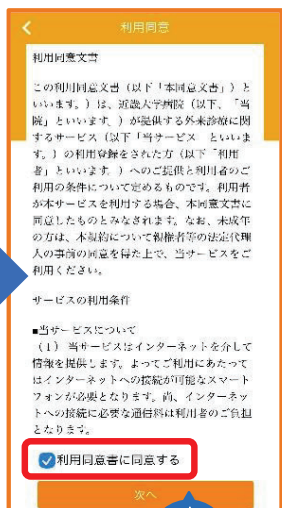 利用同意
利用同意文書
この利用同意文書（以下「本同意文書」）と
いいます。）は、近畿大学病院（以下、「当
院」といいます。）が提供する外来診療に関
するサービス（以下「当サービス　といいま
す。）の利用登録をされた方（以下「利用
者」といいます。）へのご提供と利用者のご
利用の条件について定めるものです。利用者
が本サービスを利用する場合、本同意文書に
同意したものとみなされます。なお、未成年
の方は、本規約について親権者等の法定代理
人の事前の同意を得た上で、当サービスをご
利用ください。
サービスの利用条件
■当サービスについて
（1）当サービスはインターネットを介して
情報を提供します。よってご利用にあたって
はインターネットへの接続が可能なスマート
フォンが必要となります。尚、インターネッ
トへの接続に必要な通信料は利用者のご負担
となります。
利用同意書に同意する
次へ